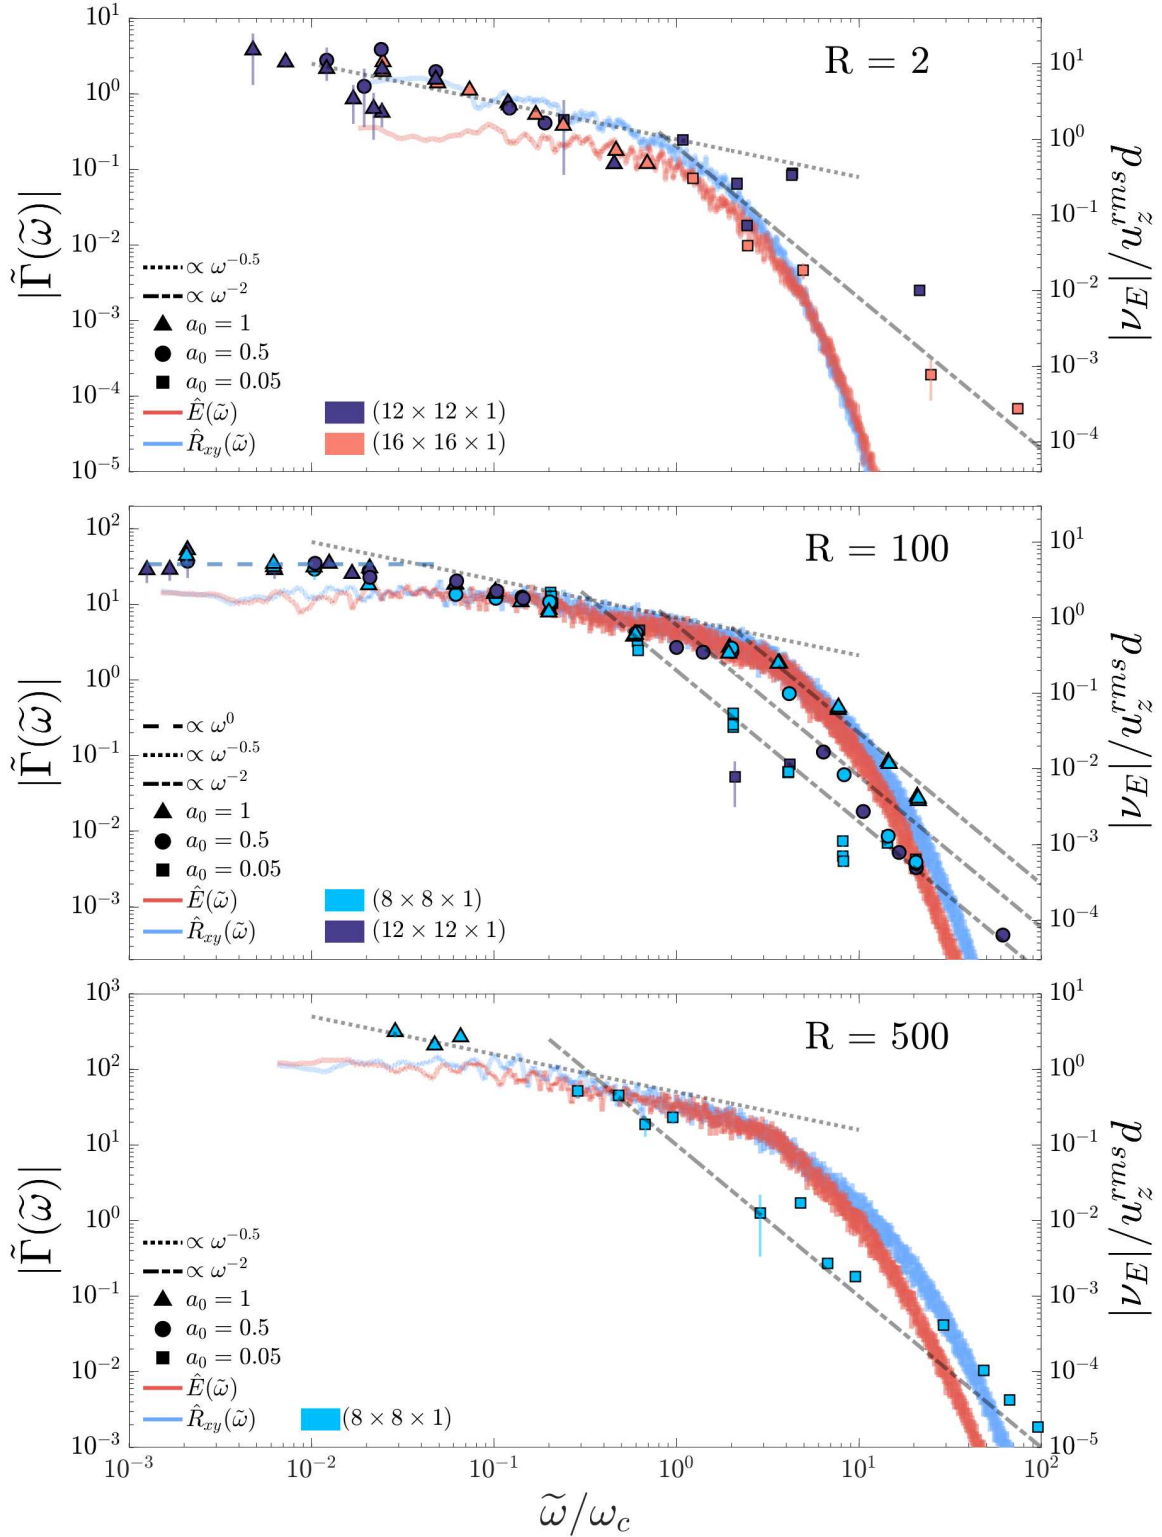 R = 2
10^1
10^0
10^{-1}
10^{-2}
10^{-3}
10^{-4}
10^{-5}
|Γ̃(ω̃)|
∝ ω^{-0.5}
∝ ω^{-2}
a_0 = 1
a_0 = 0.5
a_0 = 0.05
Ê(ω̃)
R̂_{xy}(ω̃)
(12 × 12 × 1)
(16 × 16 × 1)
10^1
10^0
10^{-1}
10^{-2}
10^{-3}
10^{-4}
|ν_E|/u_z^{rms}d
R = 100
10^2
10^1
10^0
10^{-1}
10^{-2}
10^{-3}
|Γ̃(ω̃)|
∝ ω^0
∝ ω^{-0.5}
∝ ω^{-2}
a_0 = 1
a_0 = 0.5
a_0 = 0.05
Ê(ω̃)
R̂_{xy}(ω̃)
(8 × 8 × 1)
(12 × 12 × 1)
10^1
10^0
10^{-1}
10^{-2}
10^{-3}
10^{-4}
|ν_E|/u_z^{rms}d
R = 500
10^3
10^2
10^1
10^0
10^{-1}
10^{-2}
10^{-3}
|Γ̃(ω̃)|
∝ ω^{-0.5}
∝ ω^{-2}
a_0 = 1
a_0 = 0.5
a_0 = 0.05
Ê(ω̃)
R̂_{xy}(ω̃)
(8 × 8 × 1)
10^1
10^0
10^{-1}
10^{-2}
10^{-3}
10^{-4}
10^{-5}
|ν_E|/u_z^{rms}d
10^{-3} 10^{-2} 10^{-1} 10^0 10^1 10^2
ω̃/ω_c